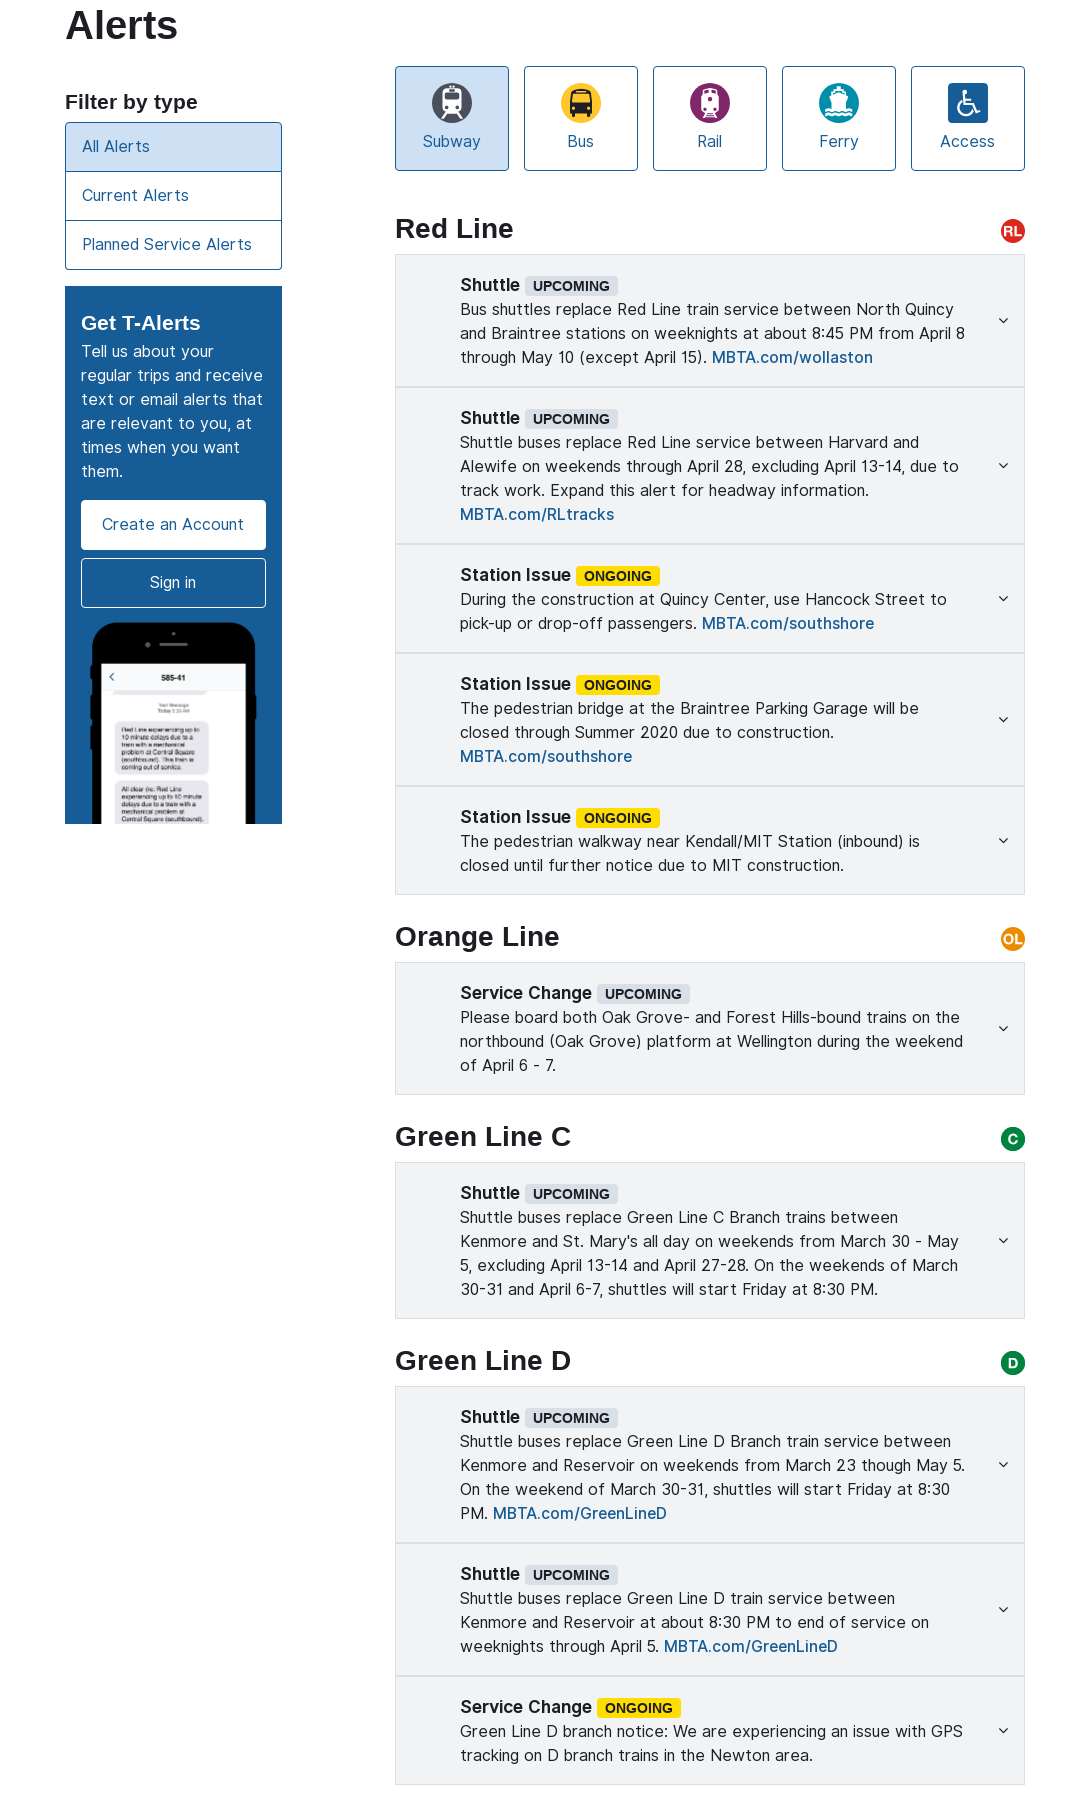 Alerts
Filter by type
All Alerts
Current Alerts
Planned Service Alerts
Get T-Alerts
Tell us about your
regular trips and receive
text or email alerts that
are relevant to you, at
times when you want
them.
Create an Account
Sign in
585-41
Text Message
Today 8:20 AM
Red Line experiencing up to
10 minute delays due to a
train with a mechanical
problem at Central Square
(southbound). This train is
coming out of service.
All clear (re: Red Line
experiencing up to 10 minute
delays due to a train with a
mechanical problem at
Central Square (southbound).
Subway
Bus
Rail
Ferry
Access
Red Line
RL
Shuttle UPCOMING
Bus shuttles replace Red Line train service between North Quincy
and Braintree stations on weeknights at about 8:45 PM from April 8
through May 10 (except April 15). MBTA.com/wollaston
Shuttle UPCOMING
Shuttle buses replace Red Line service between Harvard and
Alewife on weekends through April 28, excluding April 13-14, due to
track work. Expand this alert for headway information.
MBTA.com/RLtracks
Station Issue ONGOING
During the construction at Quincy Center, use Hancock Street to
pick-up or drop-off passengers. MBTA.com/southshore
Station Issue ONGOING
The pedestrian bridge at the Braintree Parking Garage will be
closed through Summer 2020 due to construction.
MBTA.com/southshore
Station Issue ONGOING
The pedestrian walkway near Kendall/MIT Station (inbound) is
closed until further notice due to MIT construction.
Orange Line
OL
Service Change UPCOMING
Please board both Oak Grove- and Forest Hills-bound trains on the
northbound (Oak Grove) platform at Wellington during the weekend
of April 6 - 7.
Green Line C
C
Shuttle UPCOMING
Shuttle buses replace Green Line C Branch trains between
Kenmore and St. Mary's all day on weekends from March 30 - May
5, excluding April 13-14 and April 27-28. On the weekends of March
30-31 and April 6-7, shuttles will start Friday at 8:30 PM.
Green Line D
D
Shuttle UPCOMING
Shuttle buses replace Green Line D Branch train service between
Kenmore and Reservoir on weekends from March 23 though May 5.
On the weekend of March 30-31, shuttles will start Friday at 8:30
PM. MBTA.com/GreenLineD
Shuttle UPCOMING
Shuttle buses replace Green Line D train service between
Kenmore and Reservoir at about 8:30 PM to end of service on
weeknights through April 5. MBTA.com/GreenLineD
Service Change ONGOING
Green Line D branch notice: We are experiencing an issue with GPS
tracking on D branch trains in the Newton area.